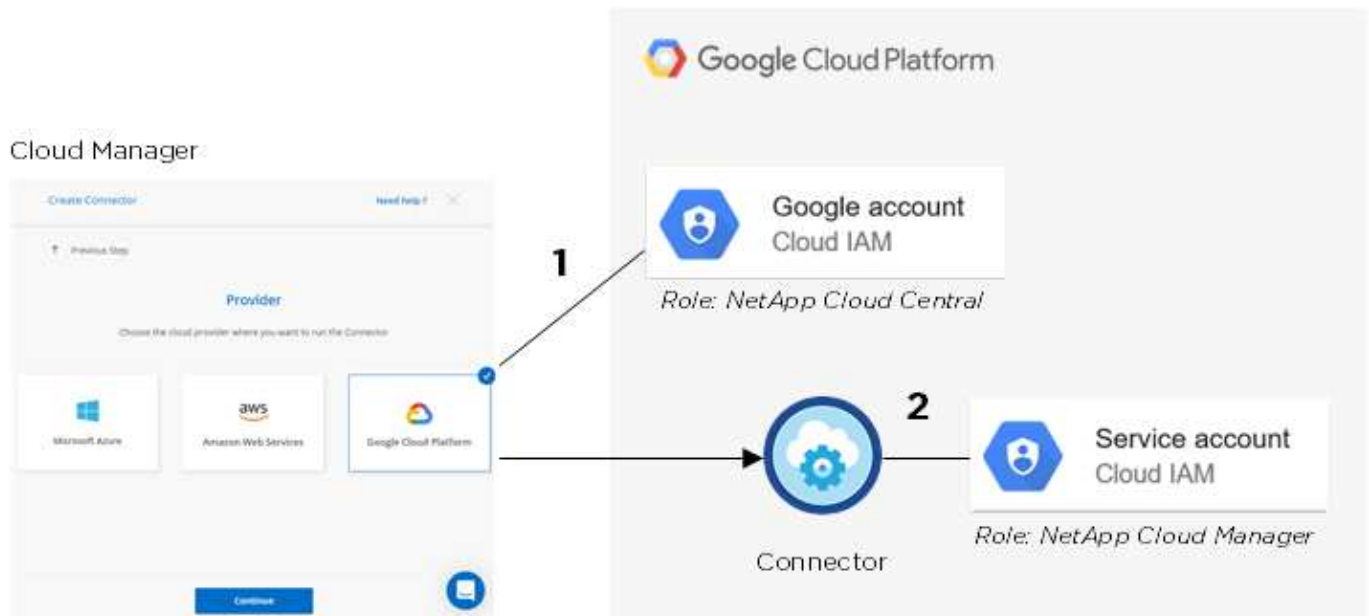 Google Cloud Platform
Cloud Manager
Create Connector
Need help ?
Previous Step
Provider
Choose the cloud provider where you want to run the Connector
Microsoft Azure
aws
Amazon Web Services
Google Cloud Platform
Continue
1
Google account
Cloud IAM
Role: NetApp Cloud Central
2
Service account
Cloud IAM
Role: NetApp Cloud Manager
Connector